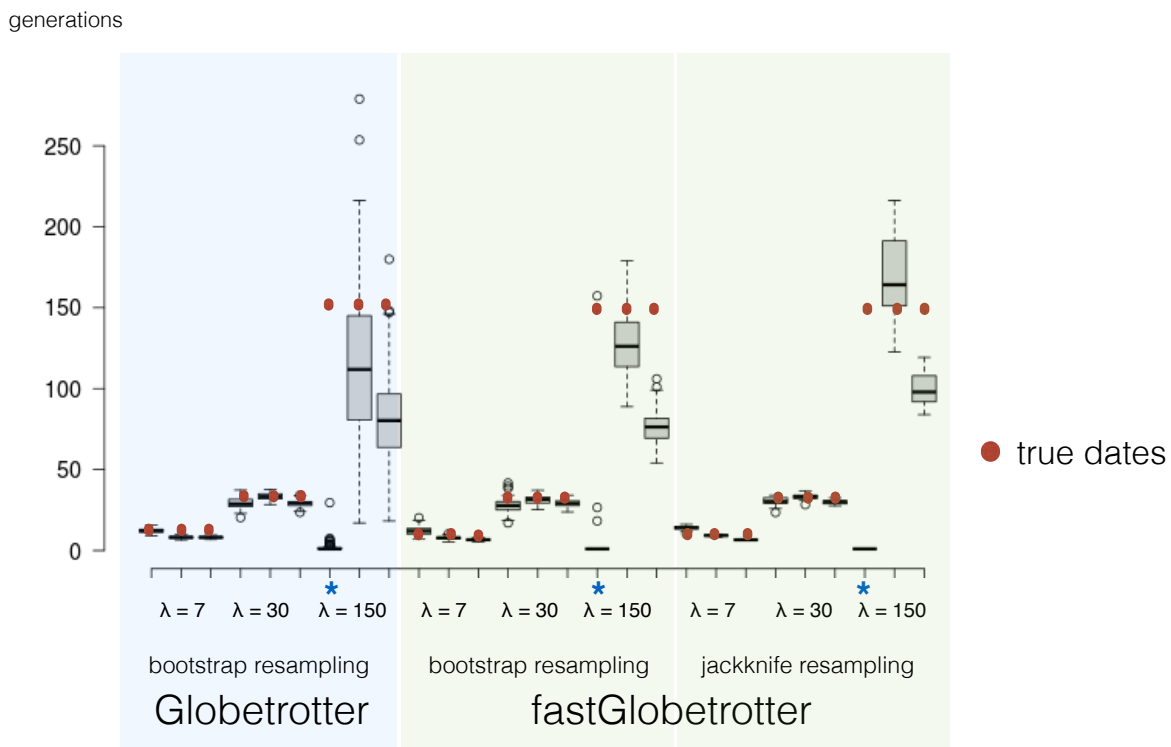 generations
250
200
150
100
50
0
* * *
λ = 7 λ = 30 λ = 150 λ = 7 λ = 30 λ = 150 λ = 7 λ = 30 λ = 150
bootstrap resampling bootstrap resampling jackknife resampling
Globetrotter fastGlobetrotter
true dates